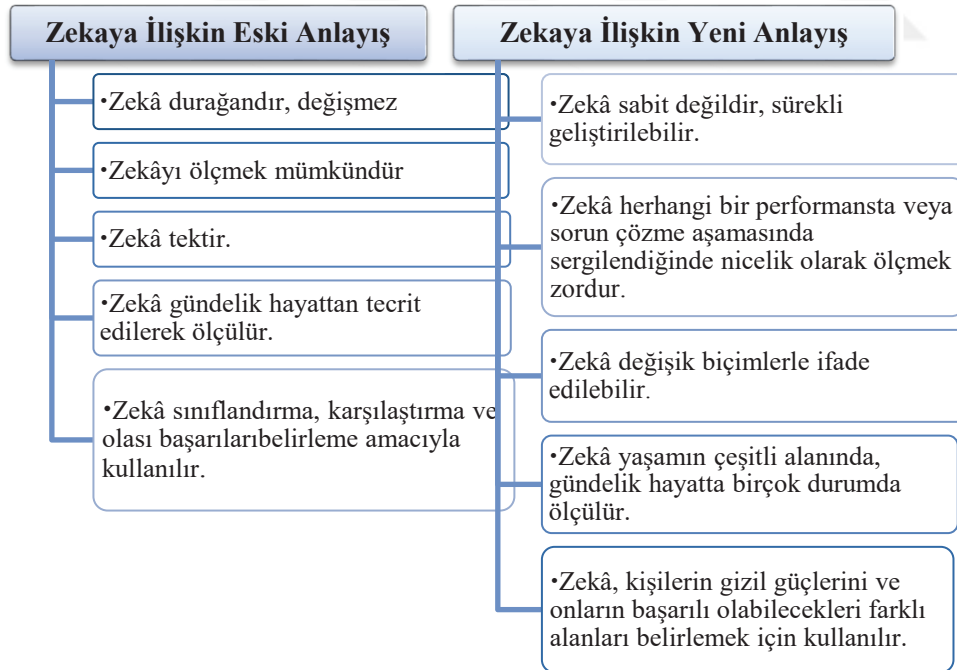 Zekaya İlişkin Eski Anlayış
•Zekâ durağandır, değişmez
•Zekâyı ölçmek mümkündür
•Zekâ tektir.
•Zekâ gündelik hayattan tecrit
edilerek ölçülür.
•Zekâ sınıflandırma, karşılaştırma ve
olası başarılarıbelirleme amacıyla
kullanılır.
Zekaya İlişkin Yeni Anlayış
•Zekâ sabit değildir, sürekli
geliştirilebilir.
•Zekâ herhangi bir performansta veya
sorun çözme aşamasında
sergilendiğinde nicelik olarak ölçmek
zordur.
•Zekâ değişik biçimlerle ifade
edilebilir.
•Zekâ yaşamın çeşitli alanında,
gündelik hayatta birçok durumda
ölçülür.
•Zekâ, kişilerin gizil güçlerini ve
onların başarılı olabilecekleri farklı
alanları belirlemek için kullanılır.